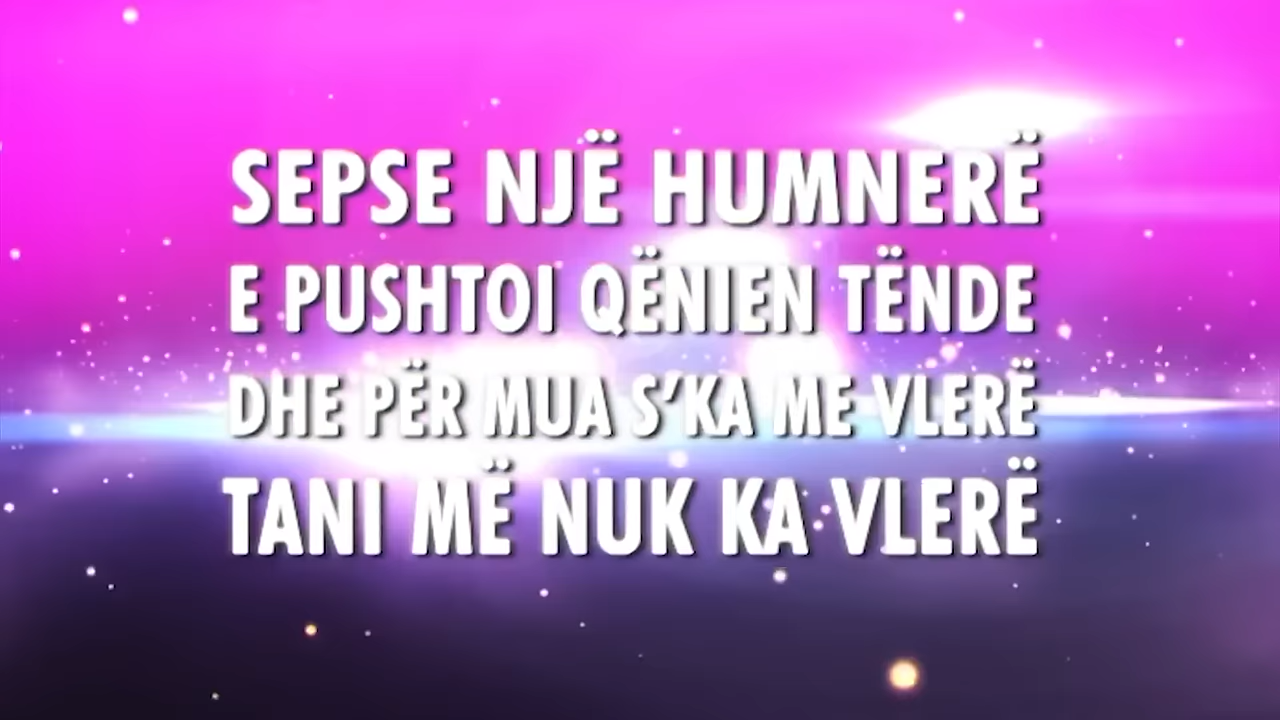 SEPSE NJË HUMNERË
E PUSHTOI QËNIEN TËNDE
DHE PËR MUA S'KA ME VLERË
TANI MË NUK KA VLERË